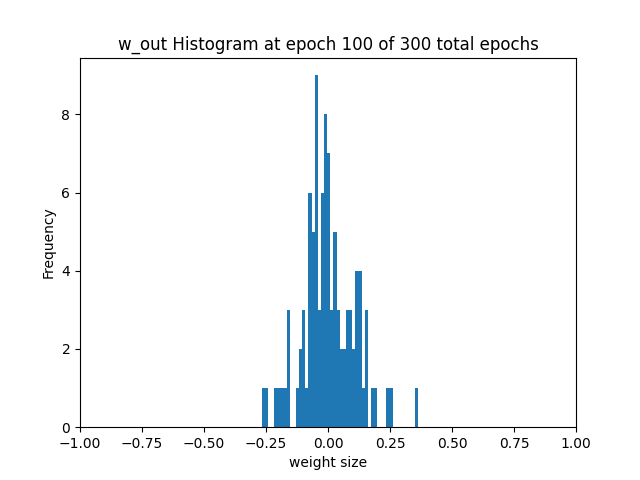 w_out Histogram at epoch 100 of 300 total epochs
Frequency
8
6
4
2
0
−1.00 −0.75 −0.50 −0.25 0.00 0.25 0.50 0.75 1.00
weight size